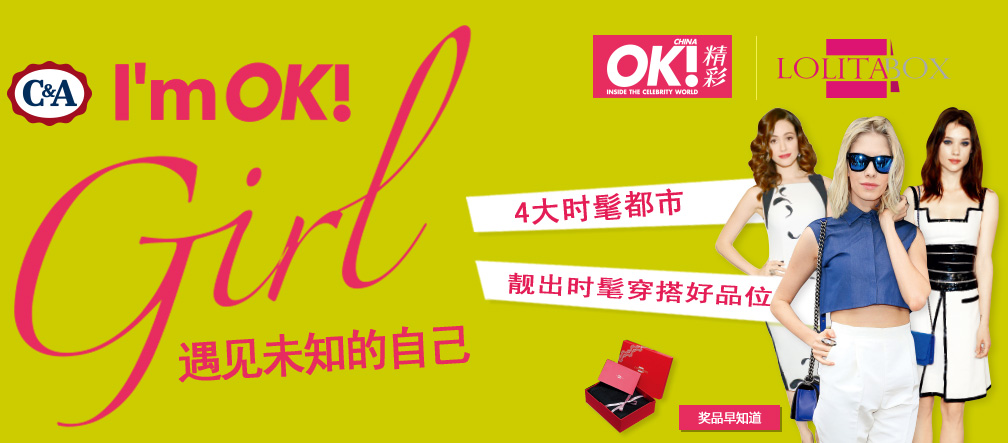 C&A
I'm OK!
Girl
遇见未知的自己
CHINA
OK! 精彩
INSIDE THE CELEBRITY WORLD
LOLITABOX
4大时髦都市
靓出时髦穿搭好品位
奖品早知道